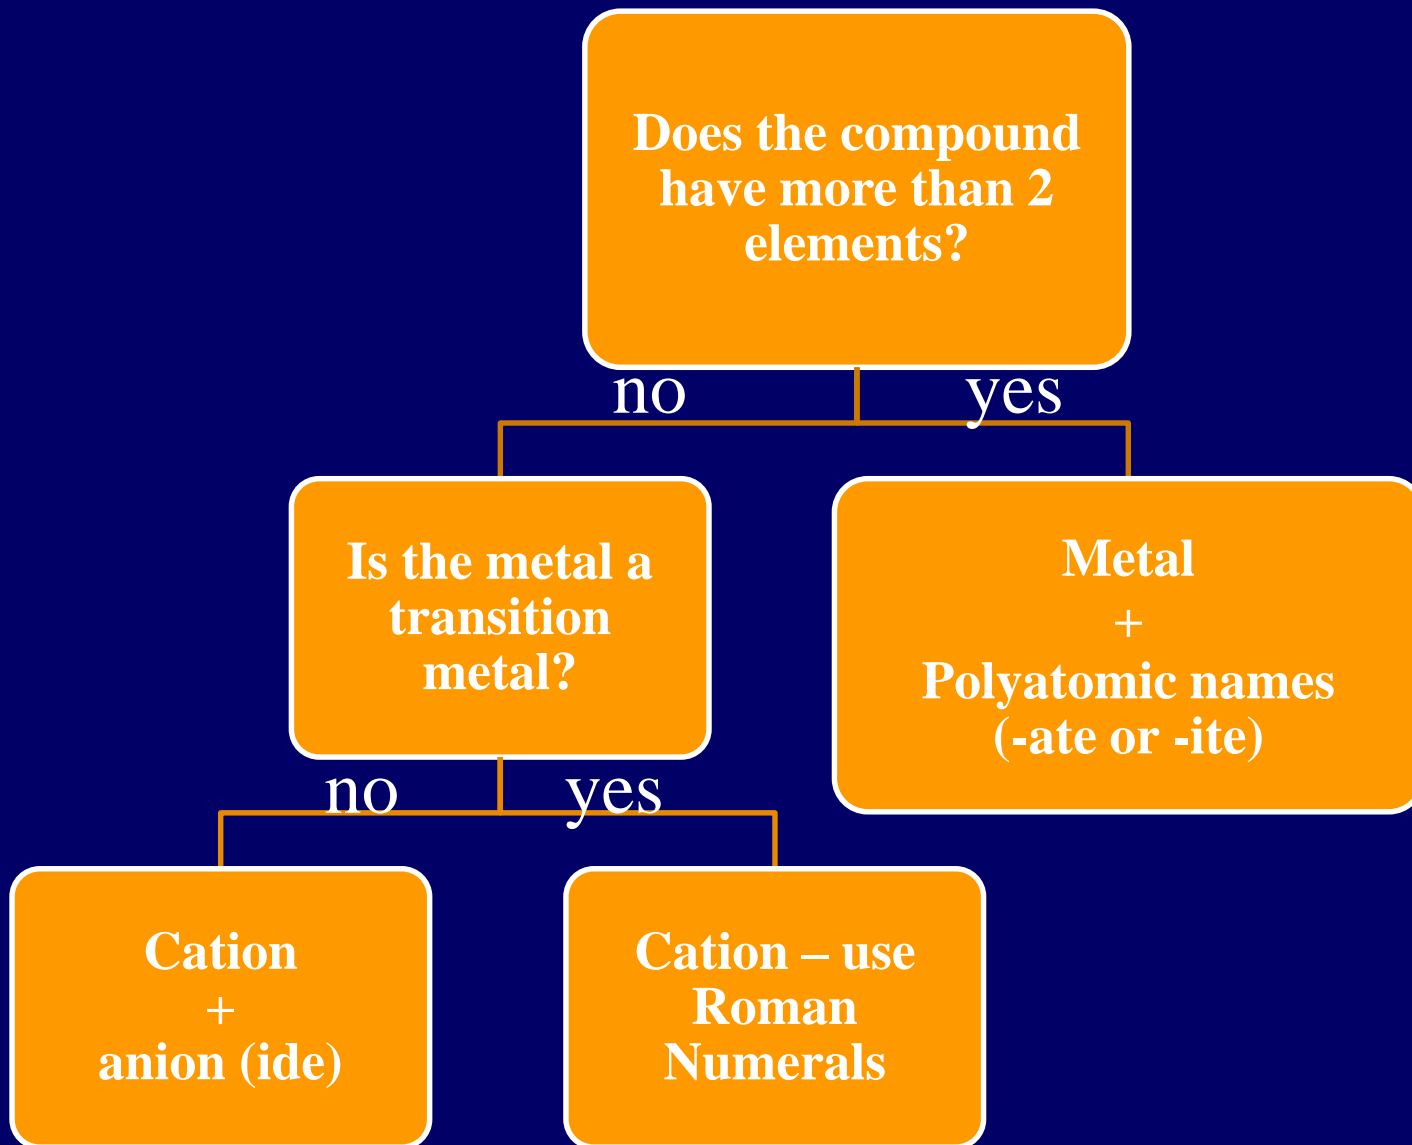 Does the compound
have more than 2
elements?
no
yes
Is the metal a
transition
metal?
Metal
+
Polyatomic names
(-ate or -ite)
no
yes
Cation
+
anion (ide)
Cation – use
Roman
Numerals